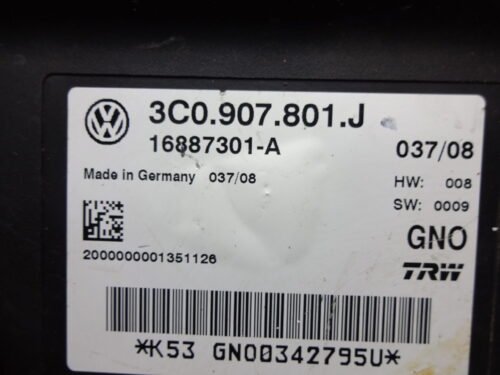 3C0.907.801.J
16887301-A 037/08
Made in Germany 037/08 HW: 008
SW: 0009
GNO
2000000001351126 TRW
*K53 GNO0342795U*